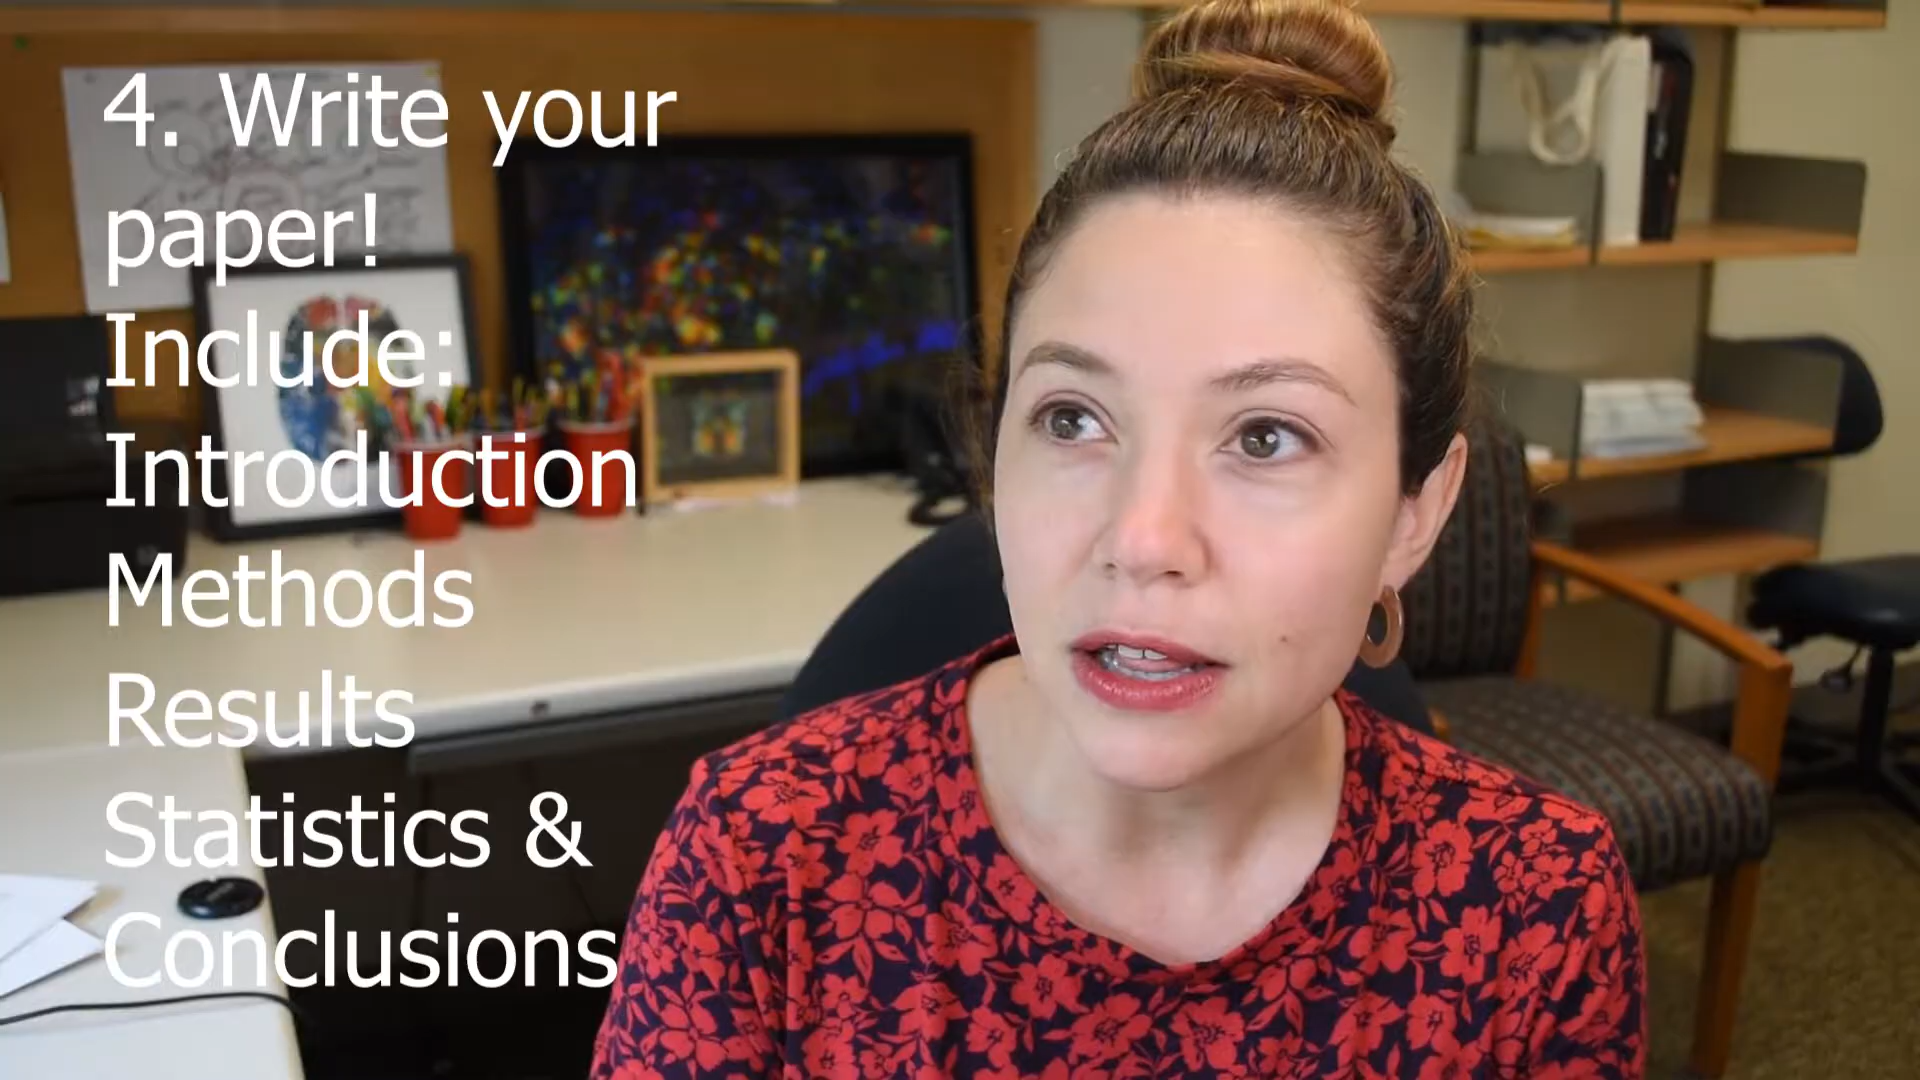 4. Write your
paper!
Include:
Introduction
Methods
Results
Statistics &
Conclusions